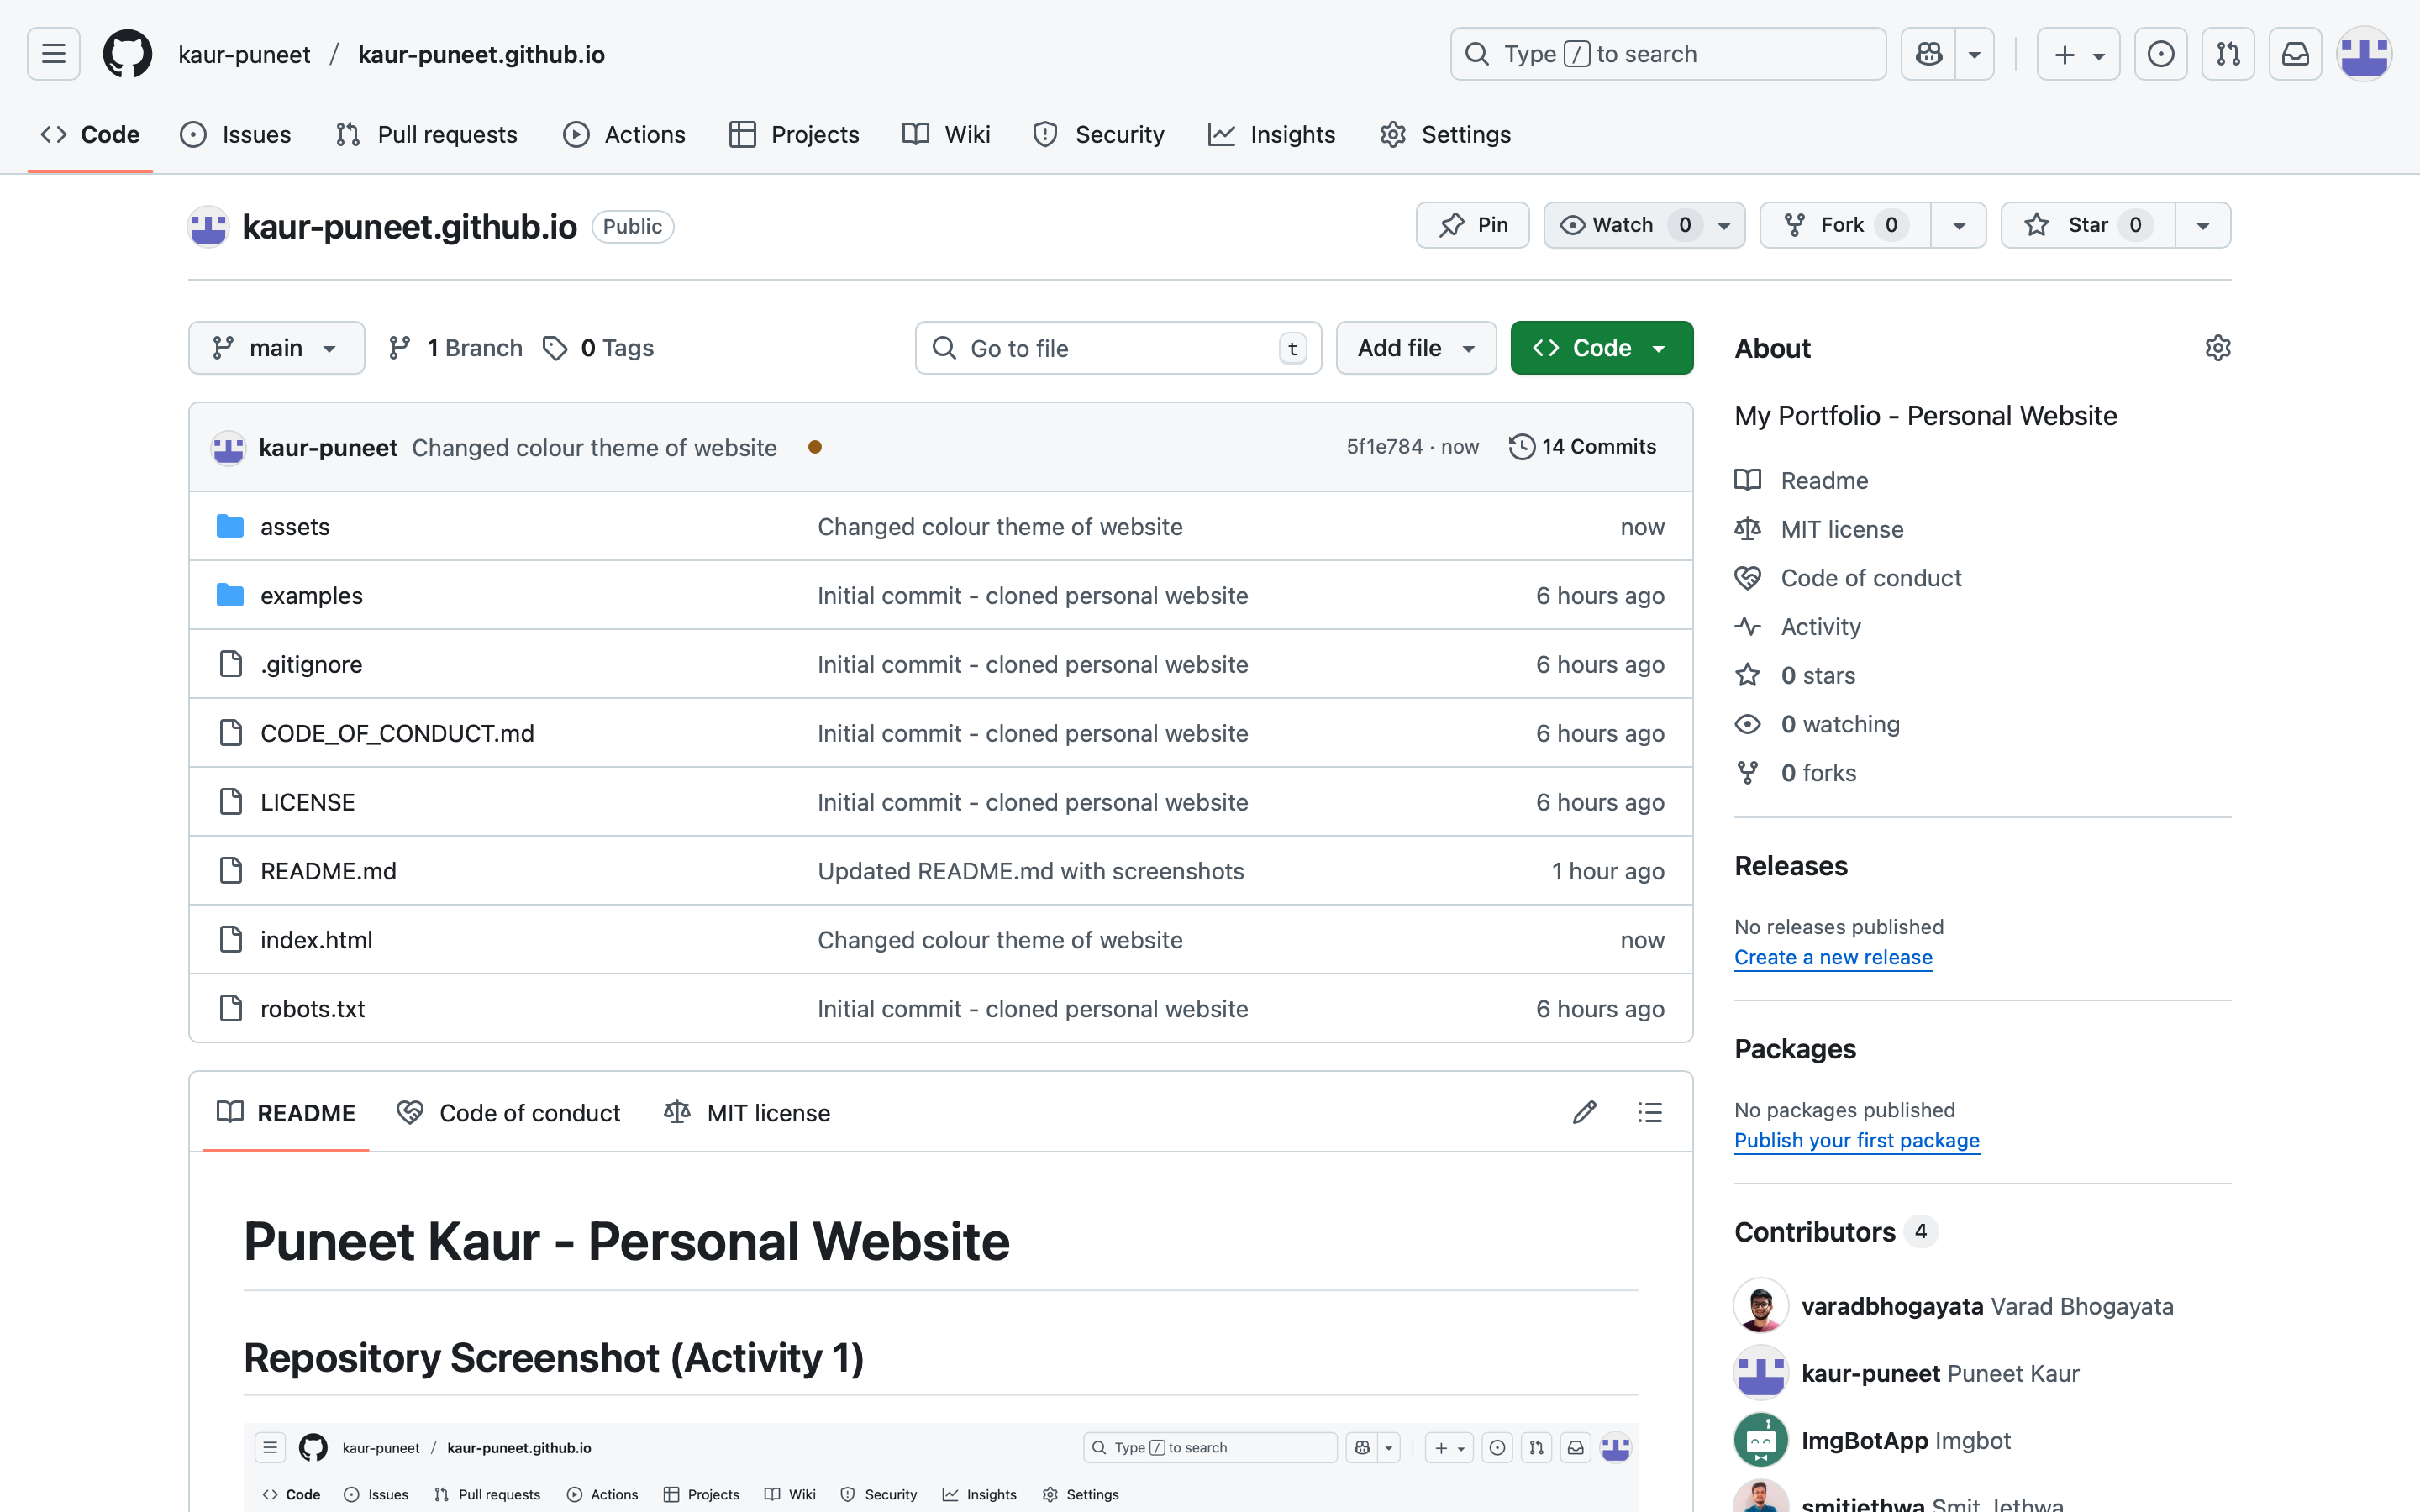 kaur-puneet / kaur-puneet.github.io
Type / to search
Code Issues Pull requests Actions Projects Wiki Security Insights Settings
kaur-puneet.github.io Public
Pin Watch 0 Fork 0 Star 0
main 1 Branch 0 Tags
Go to file t Add file Code
kaur-puneet Changed colour theme of website 5f1e784 · now 14 Commits
assets Changed colour theme of website now
examples Initial commit - cloned personal website 6 hours ago
.gitignore Initial commit - cloned personal website 6 hours ago
CODE_OF_CONDUCT.md Initial commit - cloned personal website 6 hours ago
LICENSE Initial commit - cloned personal website 6 hours ago
README.md Updated README.md with screenshots 1 hour ago
index.html Changed colour theme of website now
robots.txt Initial commit - cloned personal website 6 hours ago
README Code of conduct MIT license
Puneet Kaur - Personal Website
Repository Screenshot (Activity 1)
kaur-puneet / kaur-puneet.github.io Type / to search
Code Issues Pull requests Actions Projects Wiki Security Insights Settings
About
My Portfolio - Personal Website
Readme
MIT license
Code of conduct
Activity
0 stars
0 watching
0 forks
Releases
No releases published
Create a new release
Packages
No packages published
Publish your first package
Contributors 4
varadbhogayata Varad Bhogayata
kaur-puneet Puneet Kaur
ImgBotApp Imgbot
smitjethwa Smit Jethwa